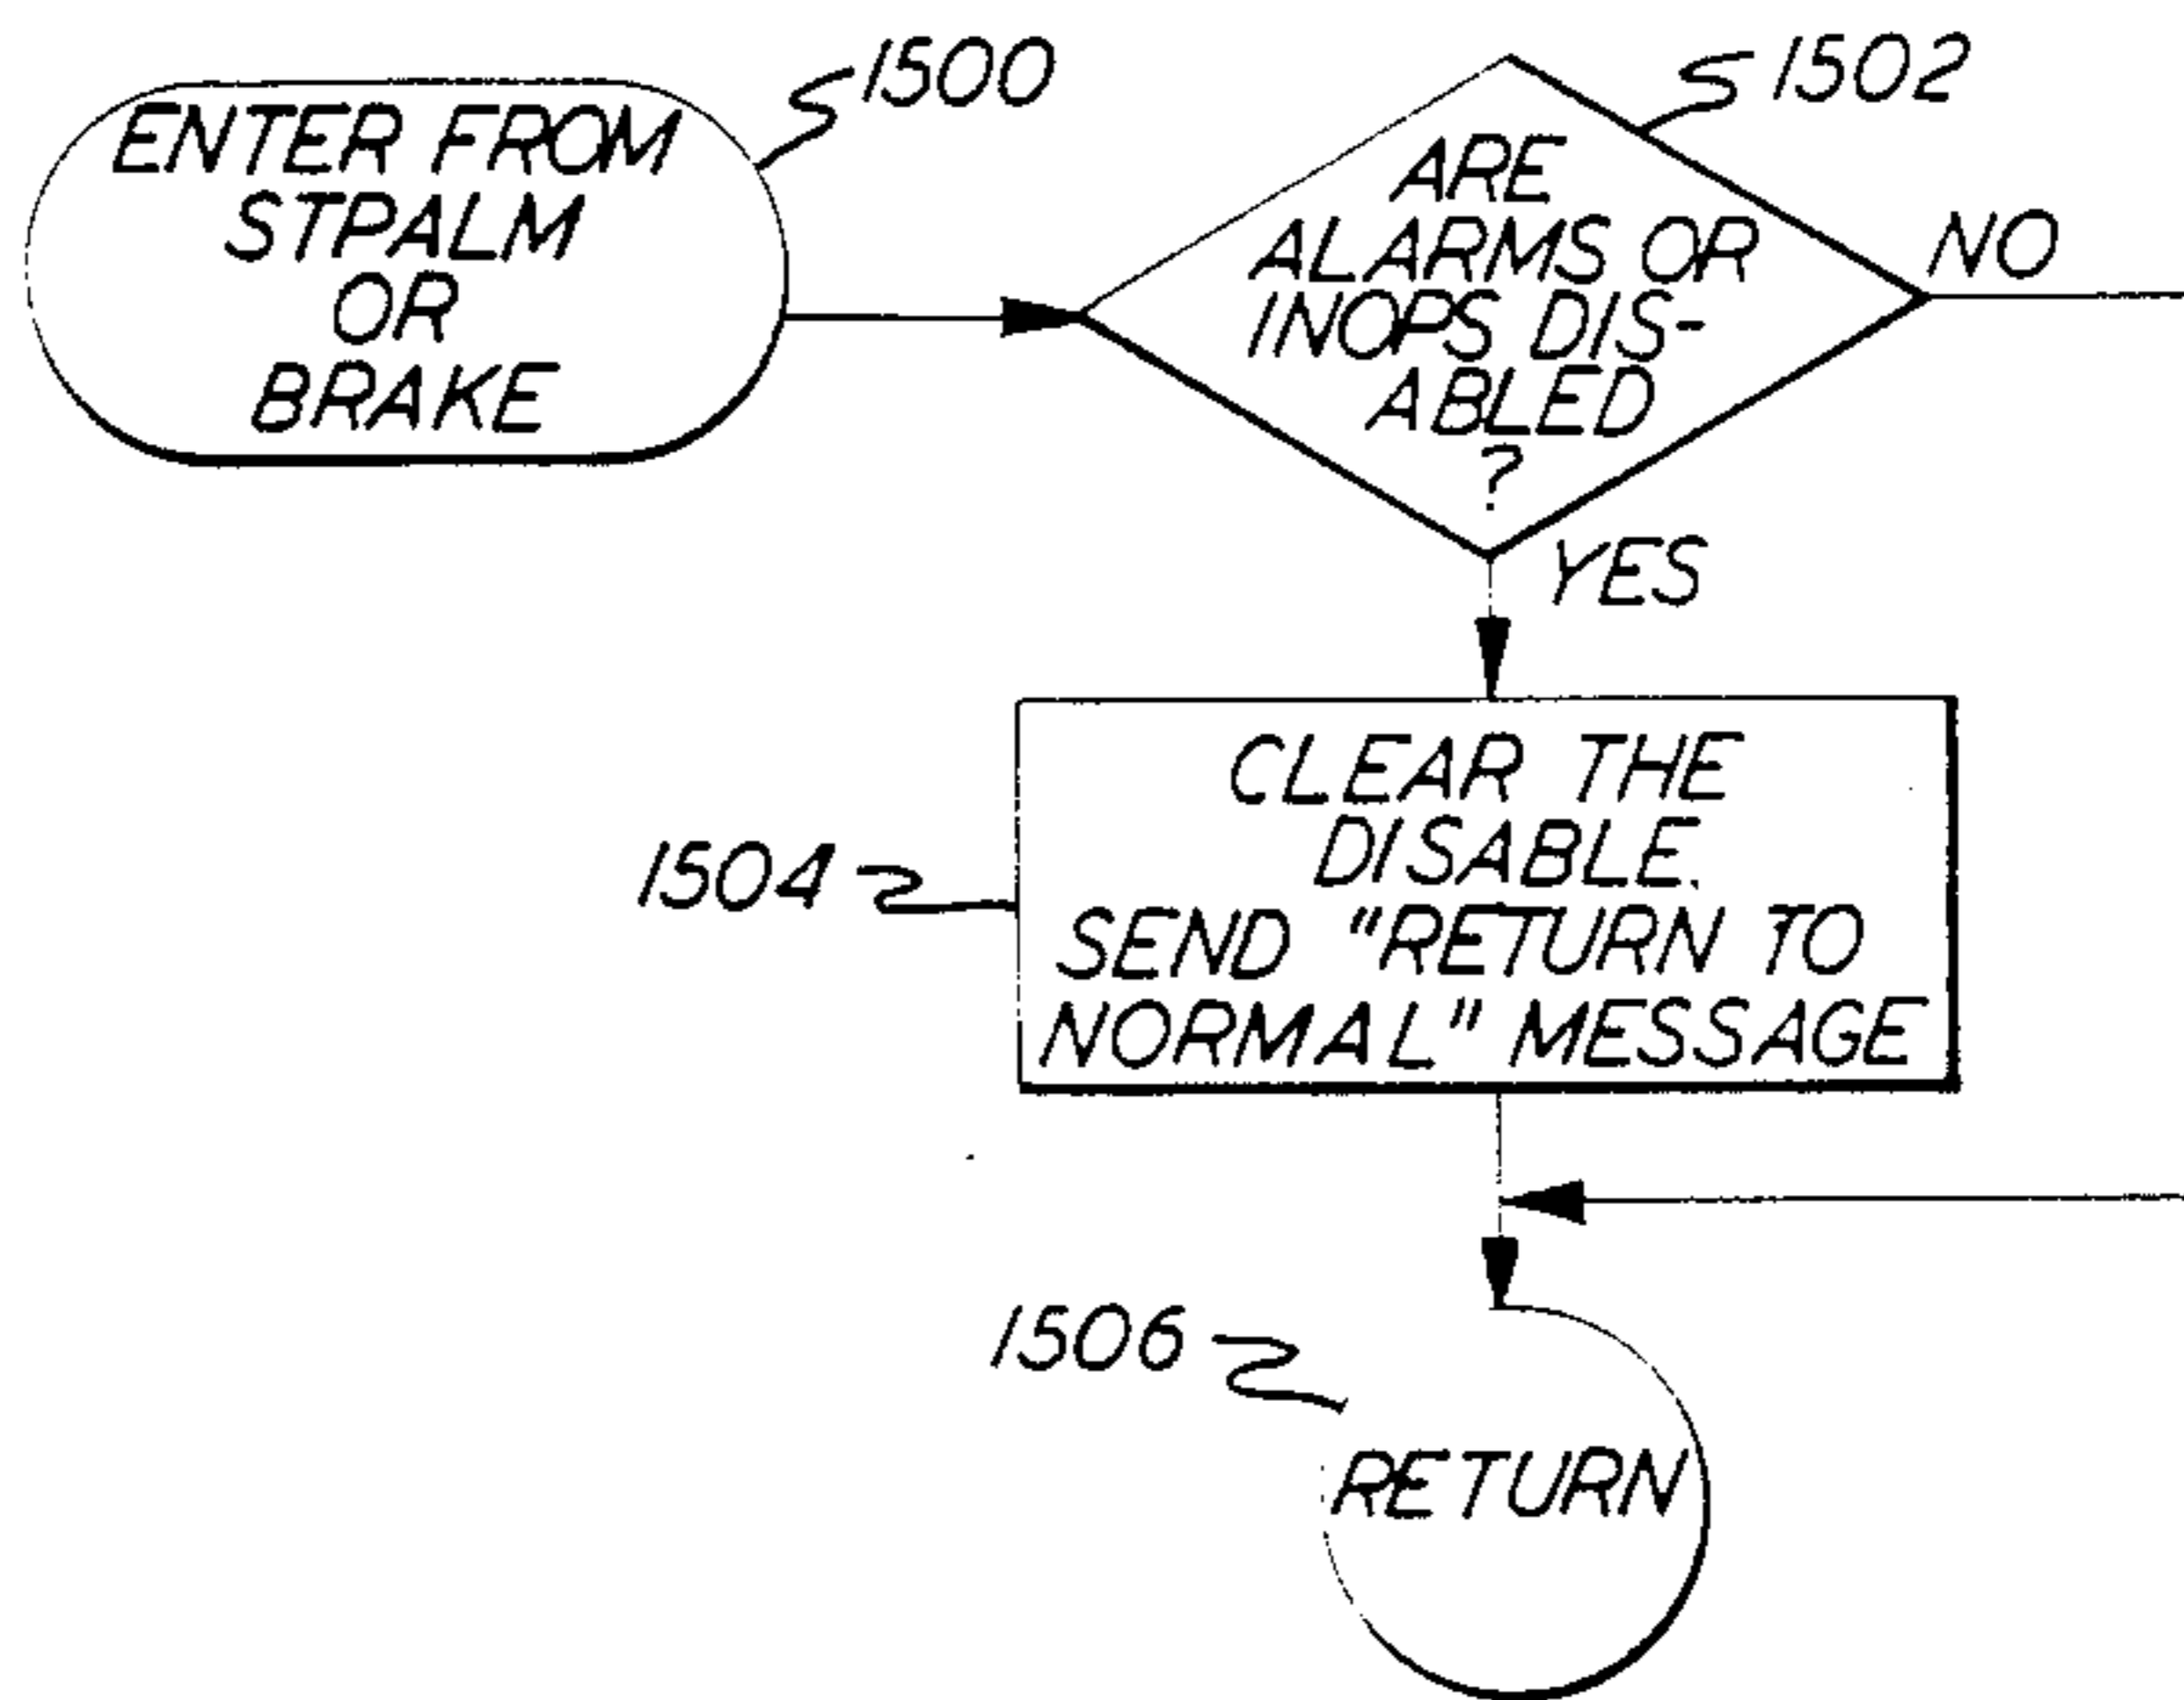 1500
ENTER FROM
STPALM
OR
BRAKE
1502
ARE
ALARMS OR
INOPS DIS-
ABLED
?
NO
YES
1504
CLEAR THE
DISABLE.
SEND "RETURN TO
NORMAL" MESSAGE
1506
RETURN